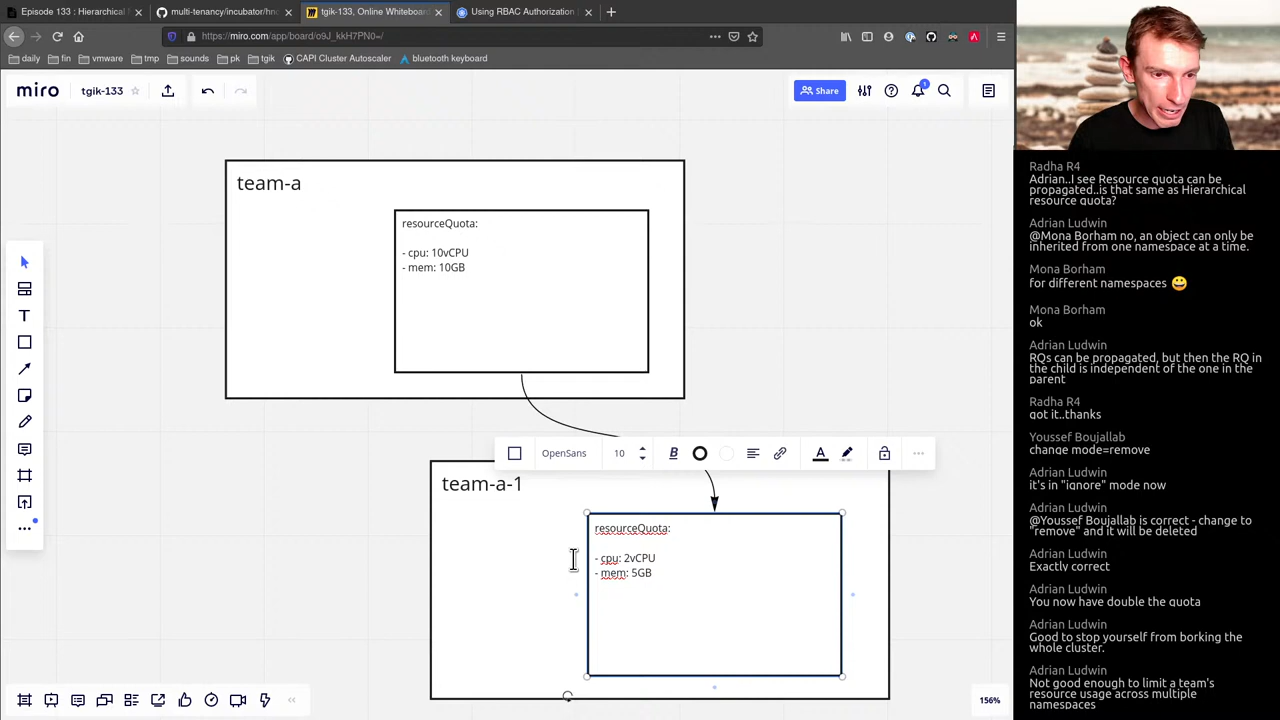 Episode 133 : Hierarchical N
multi-tenancy/incubator/hnc
tgik-133, Online Whiteboard
Using RBAC Authorization
https://miro.com/app/board/o9J_kkH7PN0=/
daily
fin
vmware
tmp
sounds
pk
tgik
CAPI Cluster Autoscaler
bluetooth keyboard
miro
tgik-133
Share
1
team-a
resourceQuota:
- cpu: 10vCPU
- mem: 10GB
OpenSans
10
B
A
team-a-1
resourceQuota:
- cpu: 2vCPU
- mem: 5GB
156%
Radha R4
Adrian..I see Resource quota can be
propagated..is that same as Hierarchical
resource quota?
Adrian Ludwin
@Mona Borham no, an object can only be
inherited from one namespace at a time.
Mona Borham
for different namespaces 😀
Mona Borham
ok
Adrian Ludwin
RQs can be propagated, but then the RQ in
the child is independent of the one in the
parent
Radha R4
got it..thanks
Youssef Boujallab
change mode=remove
Adrian Ludwin
it's in "ignore" mode now
Adrian Ludwin
@Youssef Boujallab is correct - change to
"remove" and it will be deleted
Adrian Ludwin
Exactly correct
Adrian Ludwin
You now have double the quota
Adrian Ludwin
Good to stop yourself from borking the
whole cluster.
Adrian Ludwin
Not good enough to limit a team's
resource usage across multiple
namespaces